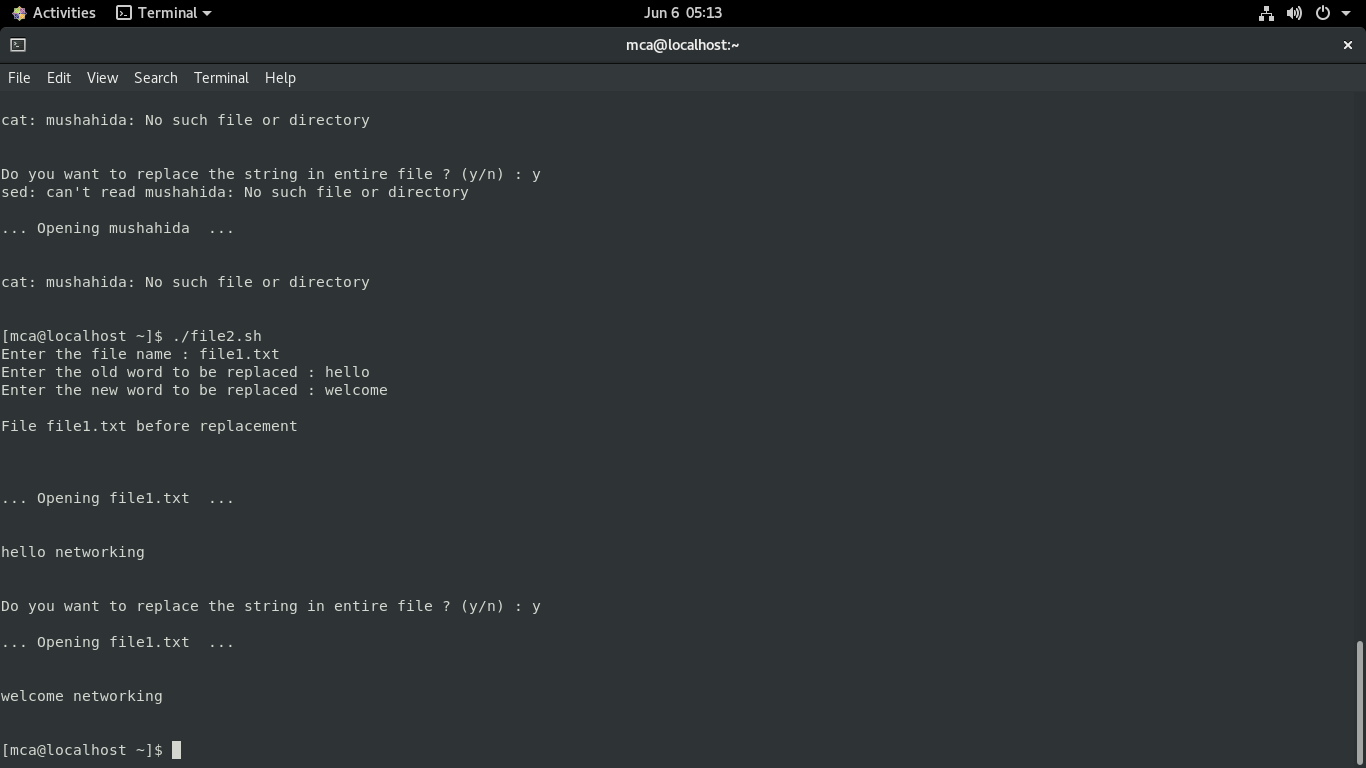 Activities Terminal Jun 6 05:13
mca@localhost:~
File Edit View Search Terminal Help
cat: mushahida: No such file or directory
Do you want to replace the string in entire file ? (y/n) : y
sed: can't read mushahida: No such file or directory
... Opening mushahida  ...
cat: mushahida: No such file or directory
[mca@localhost ~]$ ./file2.sh
Enter the file name : file1.txt
Enter the old word to be replaced : hello
Enter the new word to be replaced : welcome
File file1.txt before replacement
... Opening file1.txt  ...
hello networking
Do you want to replace the string in entire file ? (y/n) : y
... Opening file1.txt  ...
welcome networking
[mca@localhost ~]$